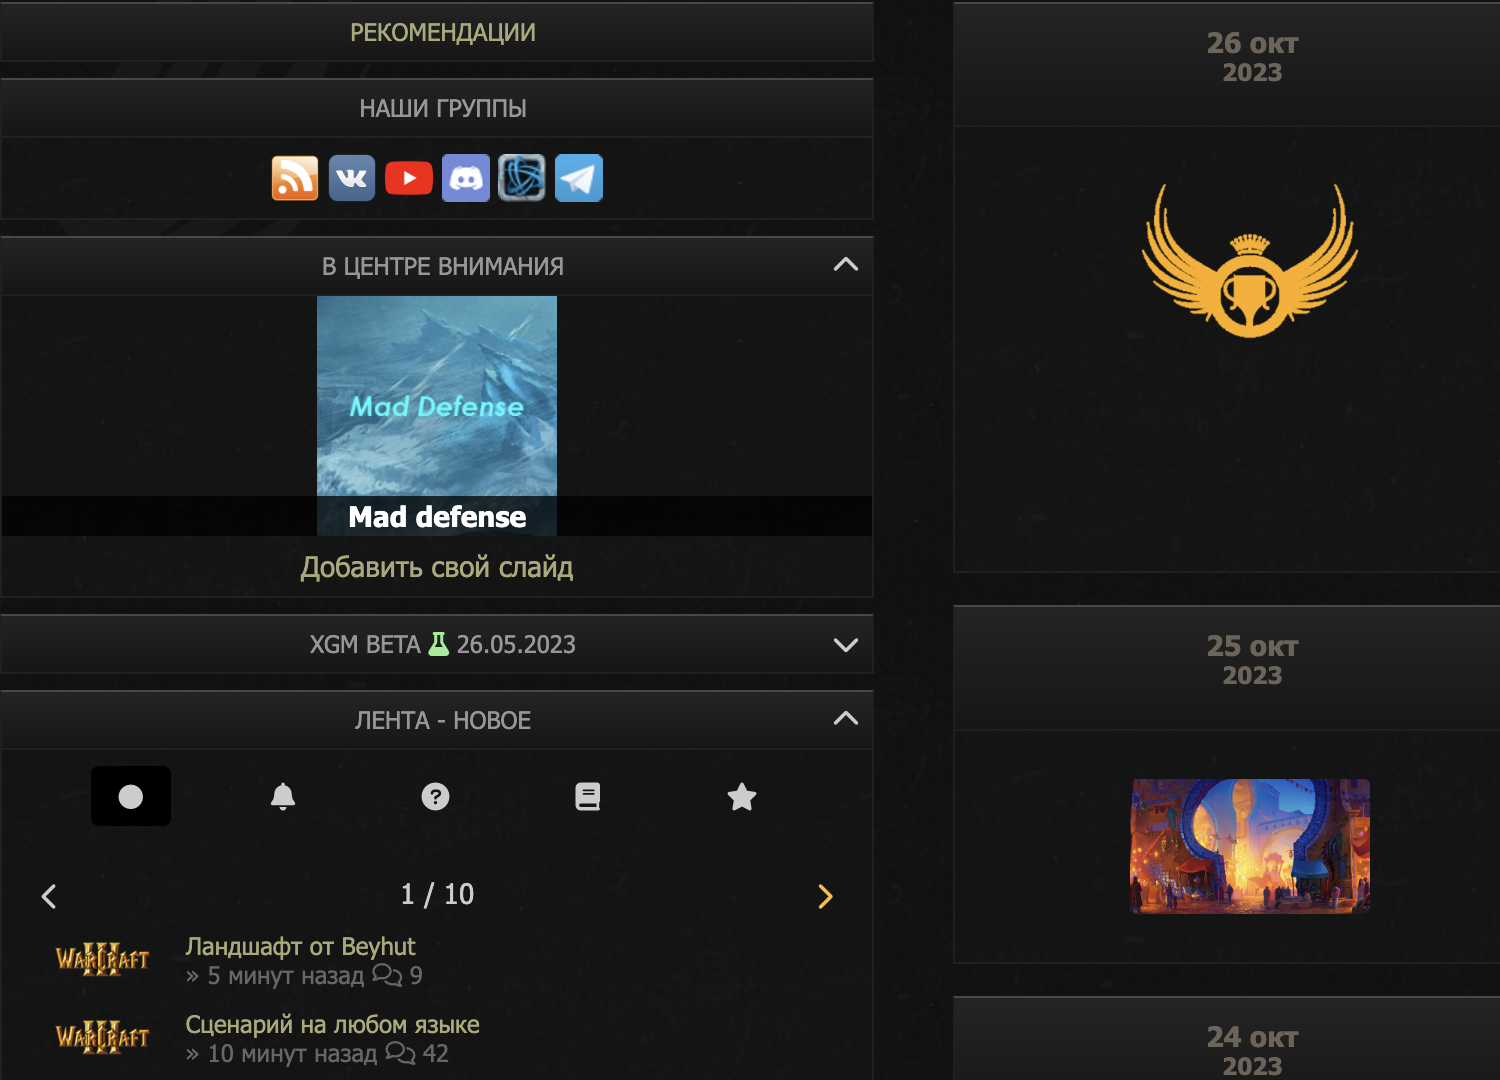 РЕКОМЕНДАЦИИ
НАШИ ГРУППЫ
В ЦЕНТРЕ ВНИМАНИЯ
Mad Defense
Mad defense
Добавить свой слайд
XGM BETA 26.05.2023
ЛЕНТА - НОВОЕ
1 / 10
WARCRAFT III
Ландшафт от Beyhut
» 5 минут назад 9
WARCRAFT III
Сценарий на любом языке
» 10 минут назад 42
26 окт
2023
25 окт
2023
24 окт
2023